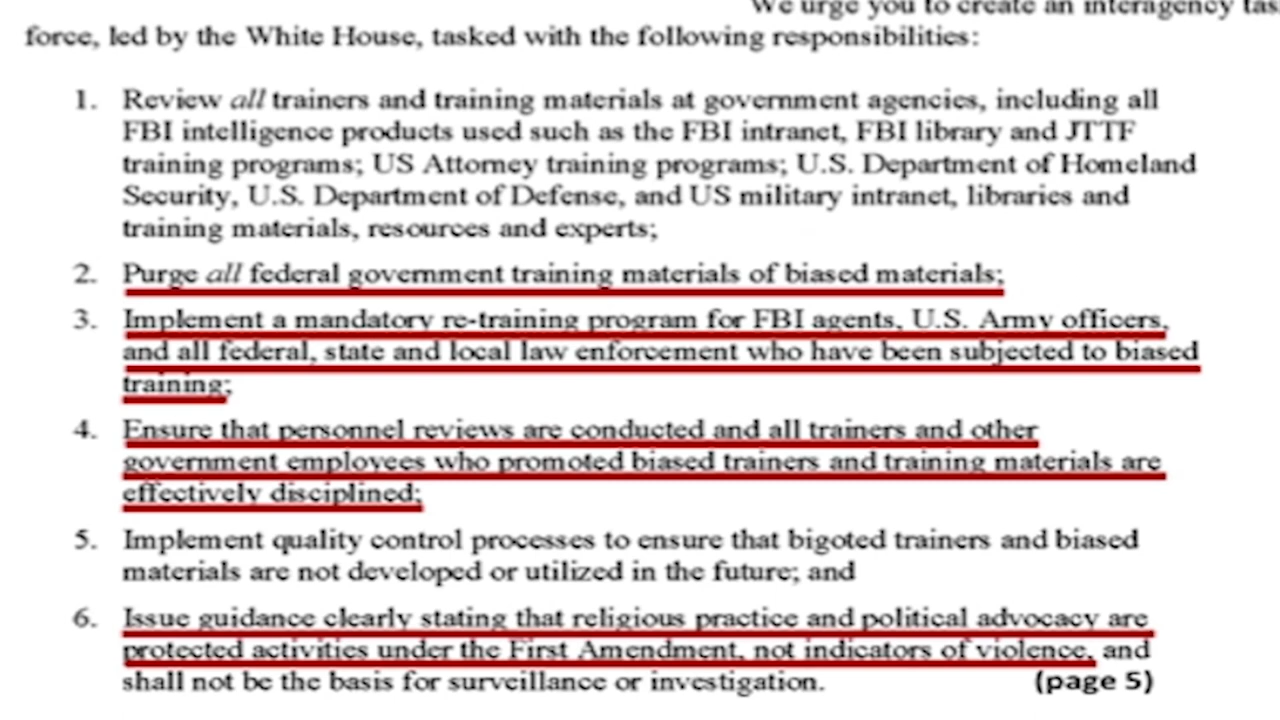 We urge you to create an interagency
force, led by the White House, tasked with the following responsibilities:
1. Review all trainers and training materials at government agencies, including all
FBI intelligence products used such as the FBI intranet, FBI library and JTTF
training programs; US Attorney training programs; U.S. Department of Homeland
Security, U.S. Department of Defense, and US military intranet, libraries and
training materials, resources and experts;
2. Purge all federal government training materials of biased materials;
3. Implement a mandatory re-training program for FBI agents, U.S. Army officers,
and all federal, state and local law enforcement who have been subjected to biased
training;
4. Ensure that personnel reviews are conducted and all trainers and other
government employees who promoted biased trainers and training materials are
effectively disciplined;
5. Implement quality control processes to ensure that bigoted trainers and biased
materials are not developed or utilized in the future; and
6. Issue guidance clearly stating that religious practice and political advocacy are
protected activities under the First Amendment, not indicators of violence, and
shall not be the basis for surveillance or investigation. (page 5)